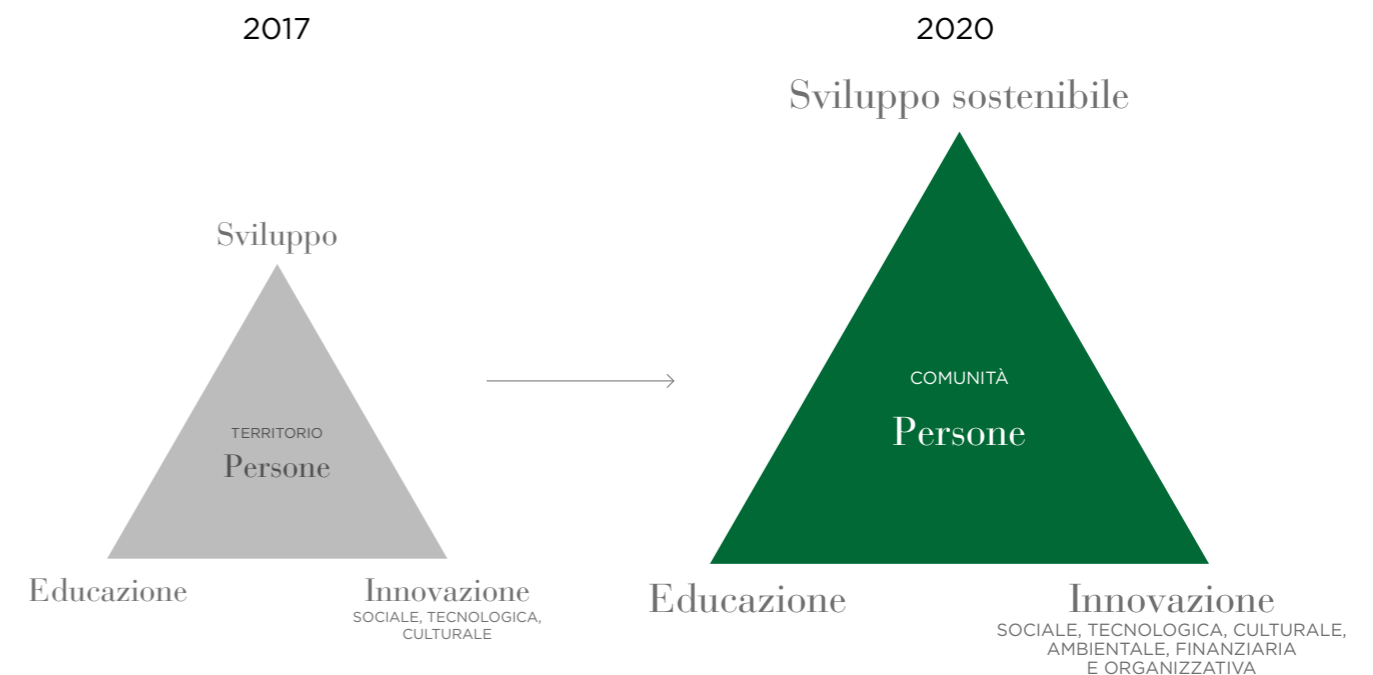 2017
Sviluppo
TERRITORIO
Persone
Educazione
Innovazione
SOCIALE, TECNOLOGICA,
CULTURALE
2020
Sviluppo sostenibile
COMUNITÀ
Persone
Educazione
Innovazione
SOCIALE, TECNOLOGICA, CULTURALE,
AMBIENTALE, FINANZIARIA
E ORGANIZZATIVA